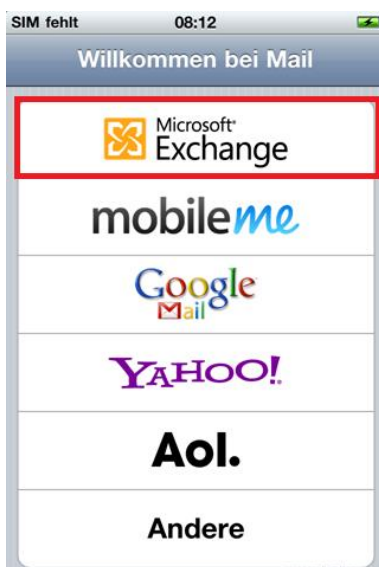 SIM fehlt 08:12
Willkommen bei Mail
Microsoft®
Exchange
mobileme
Google
Mail
YAHOO!
Aol.
Andere